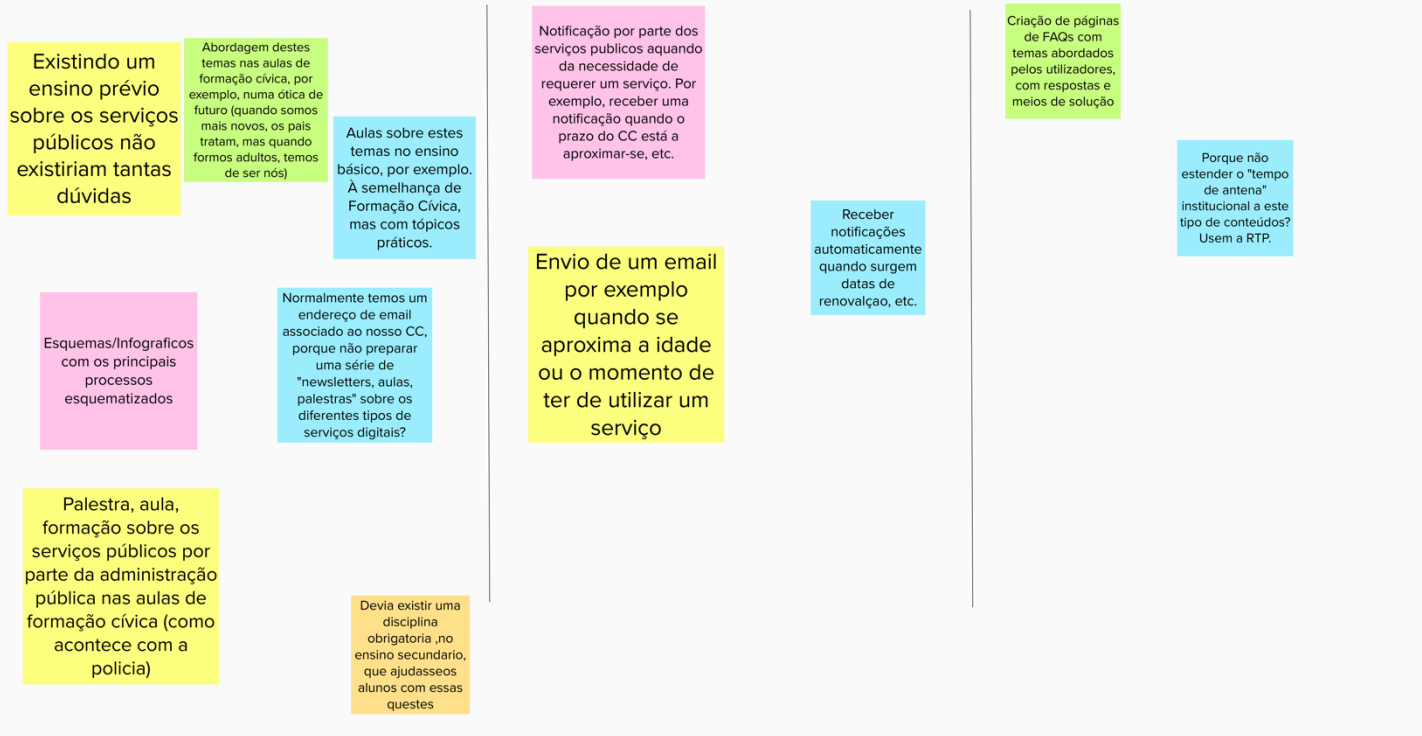 Existindo um
ensino prévio
sobre os serviços
públicos não
existiriam tantas
dúvidas
Abordagem destes
temas nas aulas de
formação cívica, por
exemplo, numa ótica de
futuro (quando somos
mais novos, os pais
tratam, mas quando
formos adultos, temos
de ser nós)
Aulas sobre estes
temas no ensino
básico, por exemplo.
À semelhança de
Formação Cívica,
mas com tópicos
práticos.
Esquemas/Infograficos
com os principais
processos
esquematizados
Normalmente temos um
endereço de email
associado ao nosso CC,
porque não preparar
uma série de
"newsletters, aulas,
palestras" sobre os
diferentes tipos de
serviços digitais?
Palestra, aula,
formação sobre os
serviços públicos por
parte da administração
pública nas aulas de
formação cívica (como
acontece com a
policia)
Devia existir uma
disciplina
obrigatoria ,no
ensino secundario,
que ajudasseos
alunos com essas
questes
Notificação por parte dos
serviços publicos aquando
da necessidade de
requerer um serviço. Por
exemplo, receber uma
notificação quando o
prazo do CC está a
aproximar-se, etc.
Envio de um email
por exemplo
quando se
aproxima a idade
ou o momento de
ter de utilizar um
serviço
Receber
notificações
automaticamente
quando surgem
datas de
renovalçao, etc.
Criação de páginas
de FAQs com
temas abordados
pelos utilizadores,
com respostas e
meios de solução
Porque não
estender o "tempo
de antena"
institucional a este
tipo de conteúdos?
Usem a RTP.